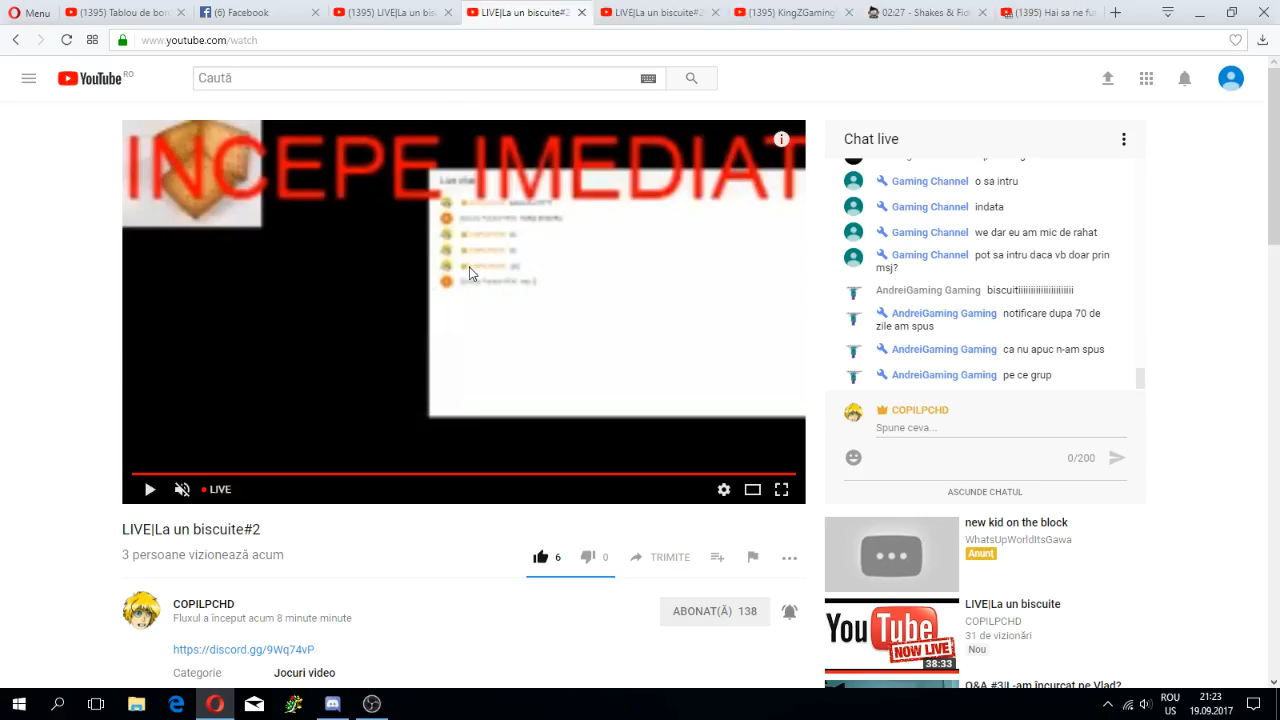 Menu
(1395) Tablou de bord
Facebook
(1395) LIVE|La un bis
LIVE|La un biscuite#2
LIVE|La un biscuite#2
(1395) KingZGaming
02:27 - Shakes & Fid
(1395) Hai ne fu
www.youtube.com/watch
YouTube RO
Caută
INCEPE IMEDIAT
Live chat
LIVE
Chat live
Gaming Channel o sa intru
Gaming Channel indata
Gaming Channel we dar eu am mic de rahat
Gaming Channel pot sa intru daca vb doar prin
msj?
AndreiGaming Gaming biscuitiiiiiiiiiiiiiiiiiiiiii
AndreiGaming Gaming notificare dupa 70 de
zile am spus
AndreiGaming Gaming ca nu apuc n-am spus
AndreiGaming Gaming pe ce grup
COPILPCHD
Spune ceva...
0/200
ASCUNDE CHATUL
LIVE|La un biscuite#2
3 persoane vizionează acum
6
0
TRIMITE
COPILPCHD
Fluxul a început acum 8 minute minute
ABONAT(Ă) 138
https://discord.gg/9Wq74vP
Categorie Jocuri video
new kid on the block
WhatsUpWorldItsGawa
Anunț
You Tube
NOW LIVE
38:33
LIVE|La un biscuite
COPILPCHD
31 de vizionări
Nou
Q&A #3|L-am încurcat pe Vlad?
ROU
US
21:23
19.09.2017